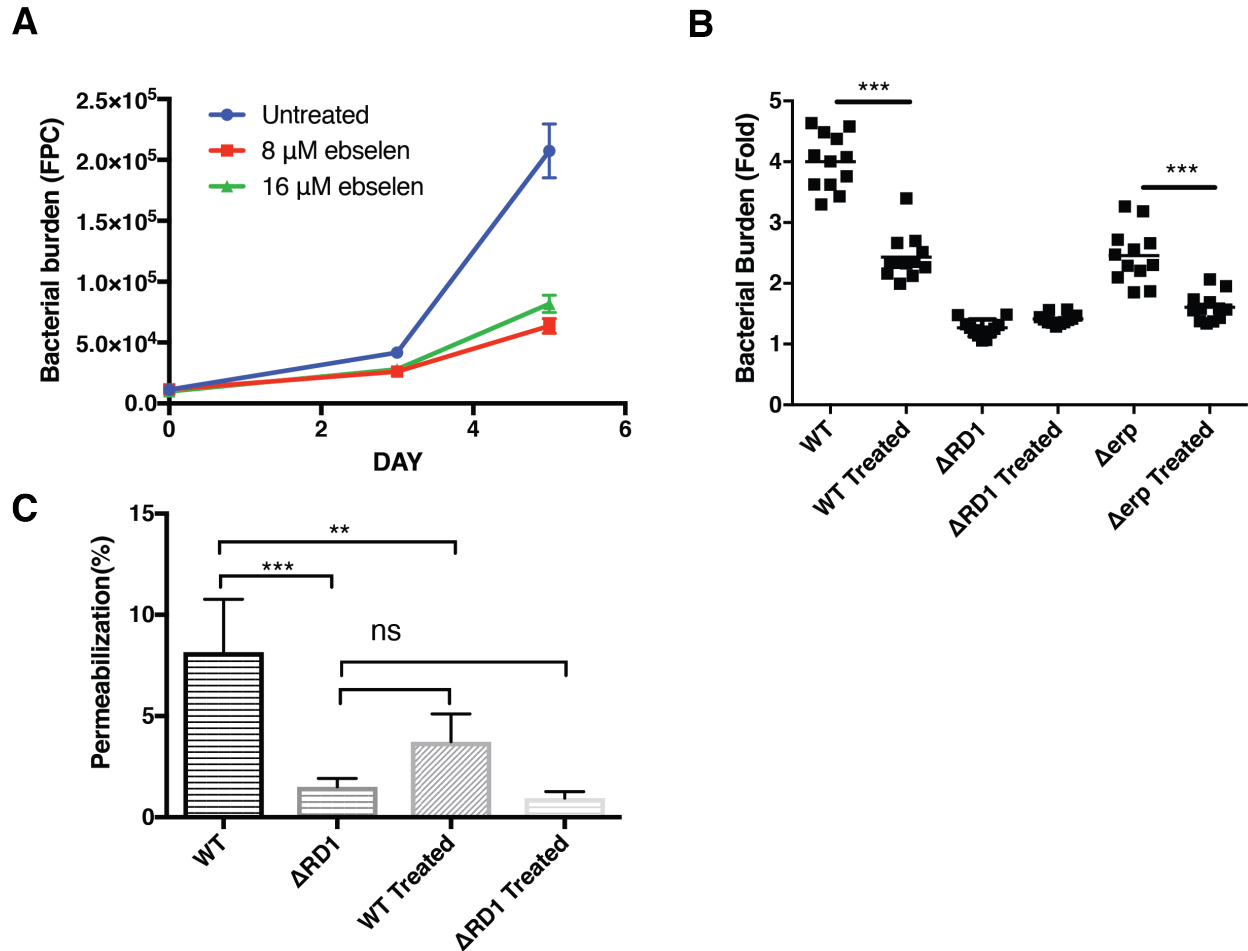 A
2.5×10⁵
2.0×10⁵
1.5×10⁵
1.0×10⁵
5.0×10⁴
0.0
Bacterial burden (FPC)
Untreated
8 µM ebselen
16 µM ebselen
0 2 4 6
DAY
B
5
4
3
2
1
0
Bacterial Burden (Fold)
***
***
WT
WT Treated
ΔRD1
ΔRD1 Treated
Δerp
Δerp Treated
C
15
10
5
0
Permeabilization(%)
**
***
ns
WT
ΔRD1
WT Treated
ΔRD1 Treated